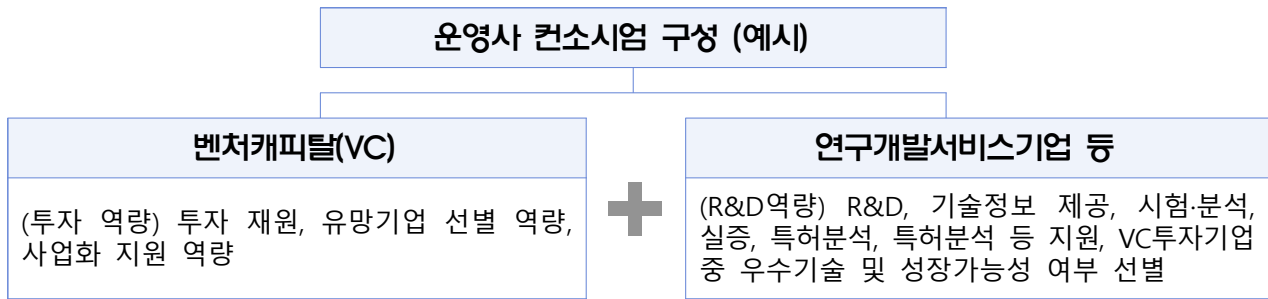 운영사 컨소시엄 구성 (예시)
벤처캐피탈(VC)
(투자 역량) 투자 재원, 유망기업 선별 역량,
사업화 지원 역량
연구개발서비스기업 등
(R&D역량) R&D, 기술정보 제공, 시험·분석,
실증, 특허분석, 특허분석 등 지원, VC투자기업
중 우수기술 및 성장가능성 여부 선별